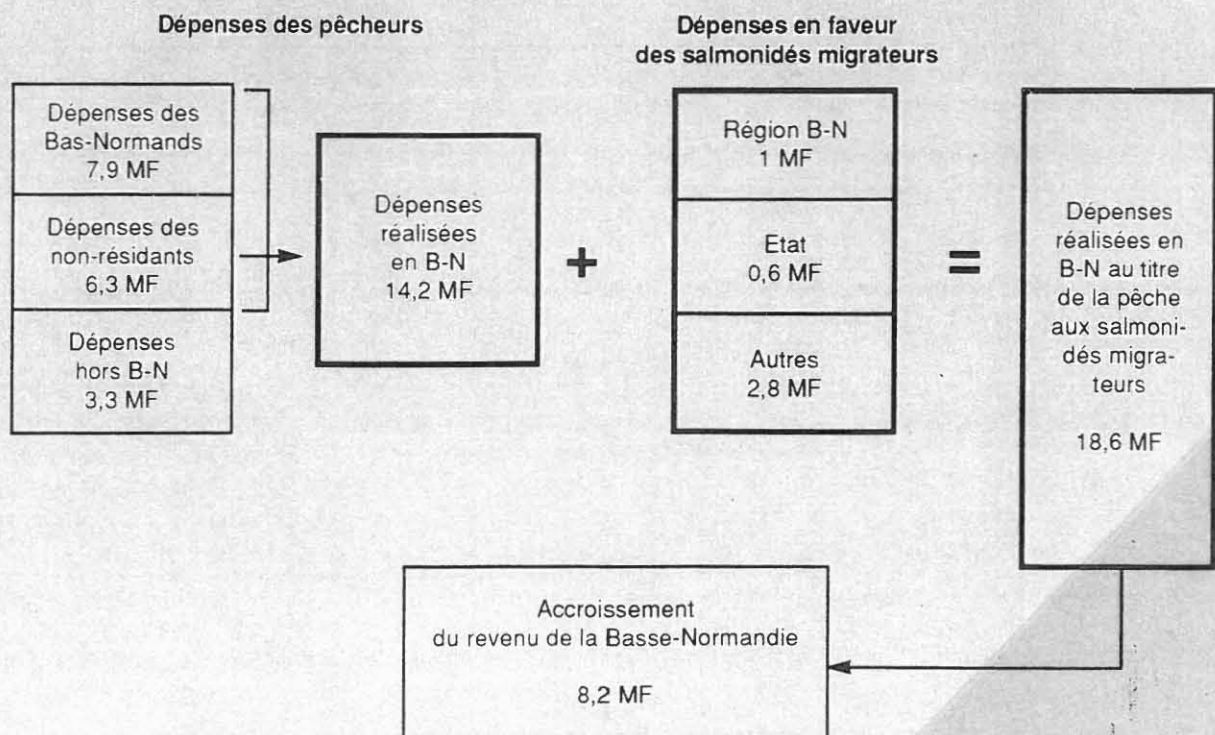 Dépenses des pêcheurs
Dépenses des
Bas-Normands
7,9 MF
Dépenses des
non-résidants
6,3 MF
Dépenses
hors B-N
3,3 MF
Dépenses
réalisées
en B-N
14,2 MF
+
Dépenses en faveur
des salmonidés migrateurs
Région B-N
1 MF
Etat
0,6 MF
Autres
2,8 MF
=
Dépenses
réalisées en
B-N au titre
de la pêche
aux salmoni-
dés migra-
teurs
18,6 MF
Accroissement
du revenu de la Basse-Normandie
8,2 MF